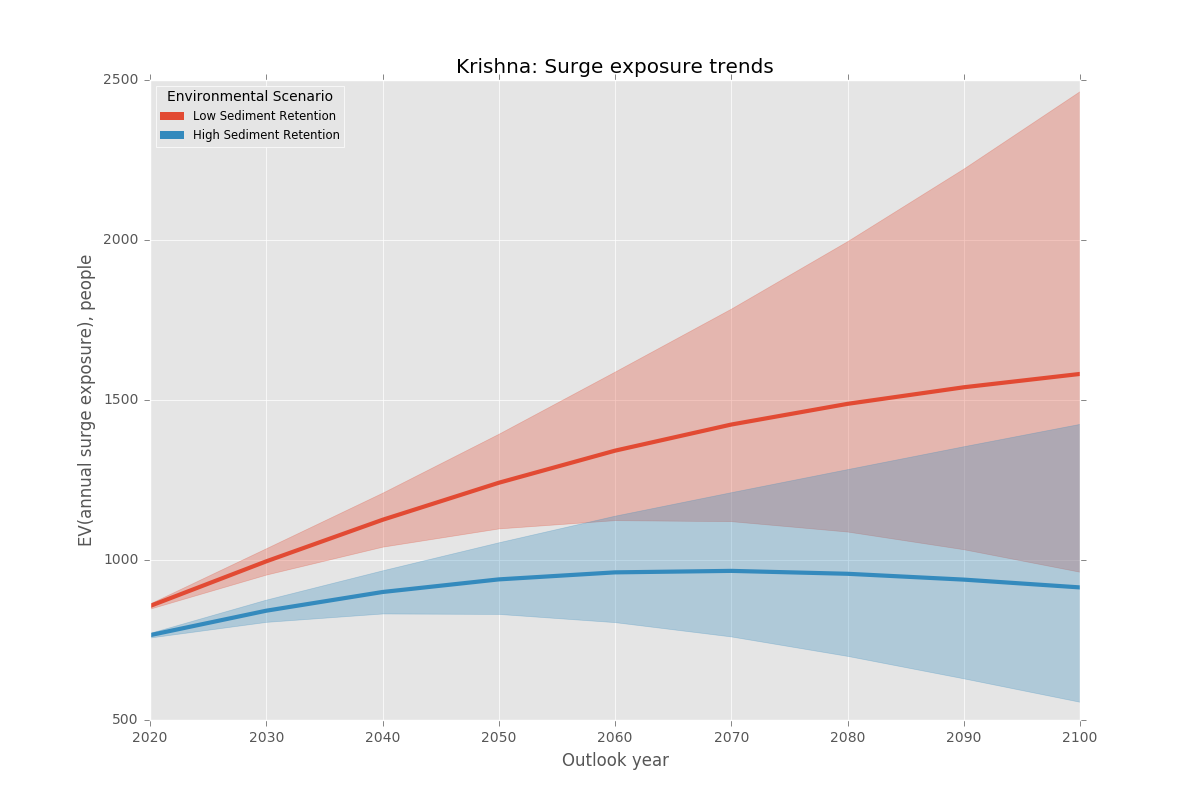 Krishna: Surge exposure trends
Environmental Scenario
Low Sediment Retention
High Sediment Retention
EV(annual surge exposure), people
2500
2000
1500
1000
500
2020 2030 2040 2050 2060 2070 2080 2090 2100
Outlook year